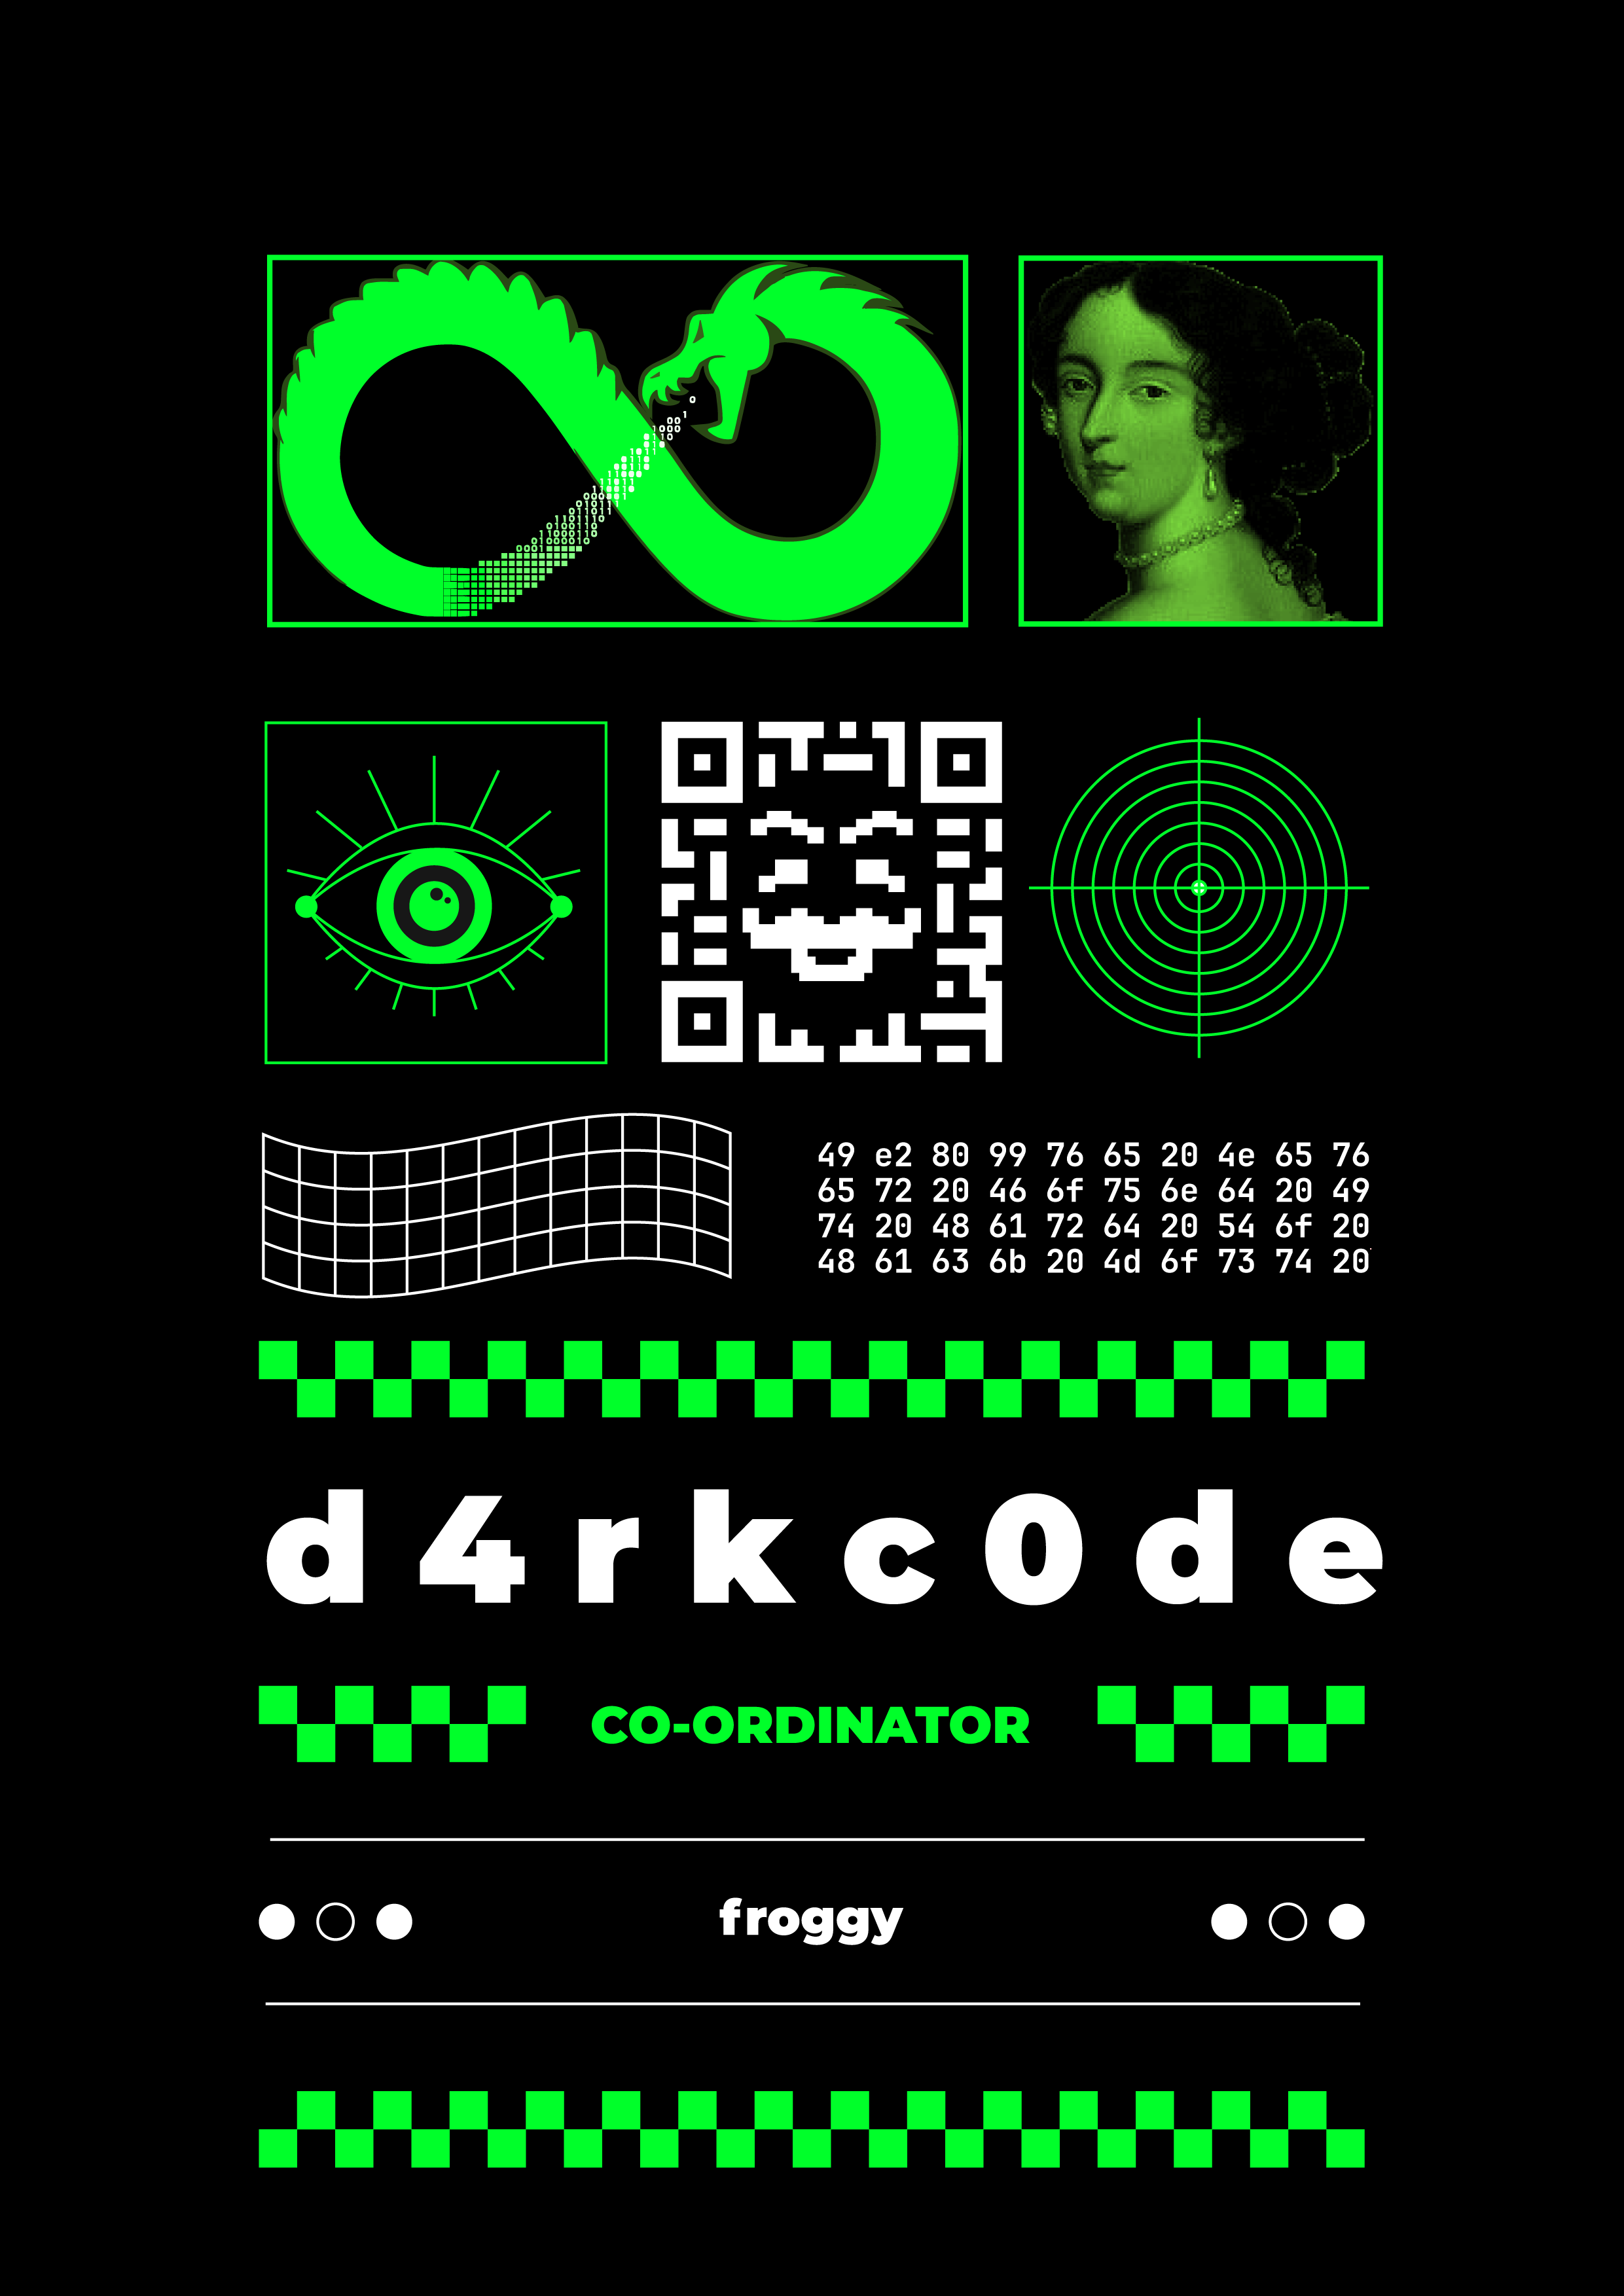 49 e2 80 99 76 65 20 4e 65 76
65 72 20 46 6f 75 6e 64 20 49
74 20 48 61 72 64 20 54 6f 20
48 61 63 6b 20 4d 6f 73 74 20
d4rkc0de
CO-ORDINATOR
froggy